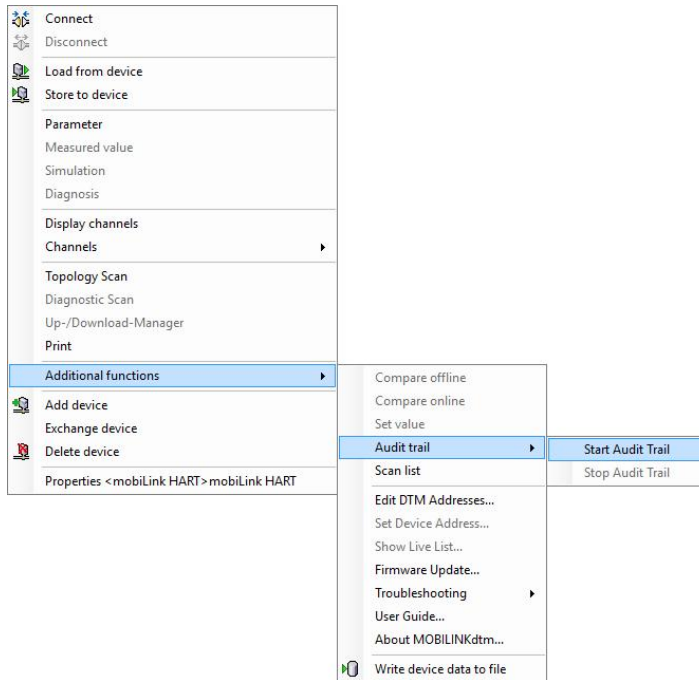 Connect
Disconnect
Load from device
Store to device
Parameter
Measured value
Simulation
Diagnosis
Display channels
Channels
Topology Scan
Diagnostic Scan
Up-/Download-Manager
Print
Additional functions
Add device
Exchange device
Delete device
Properties <mobiLink HART>mobiLink HART
Compare offline
Compare online
Set value
Audit trail
Scan list
Edit DTM Addresses...
Set Device Address...
Show Live List...
Firmware Update...
Troubleshooting
User Guide...
About MOBILINKdtm...
Write device data to file
Start Audit Trail
Stop Audit Trail